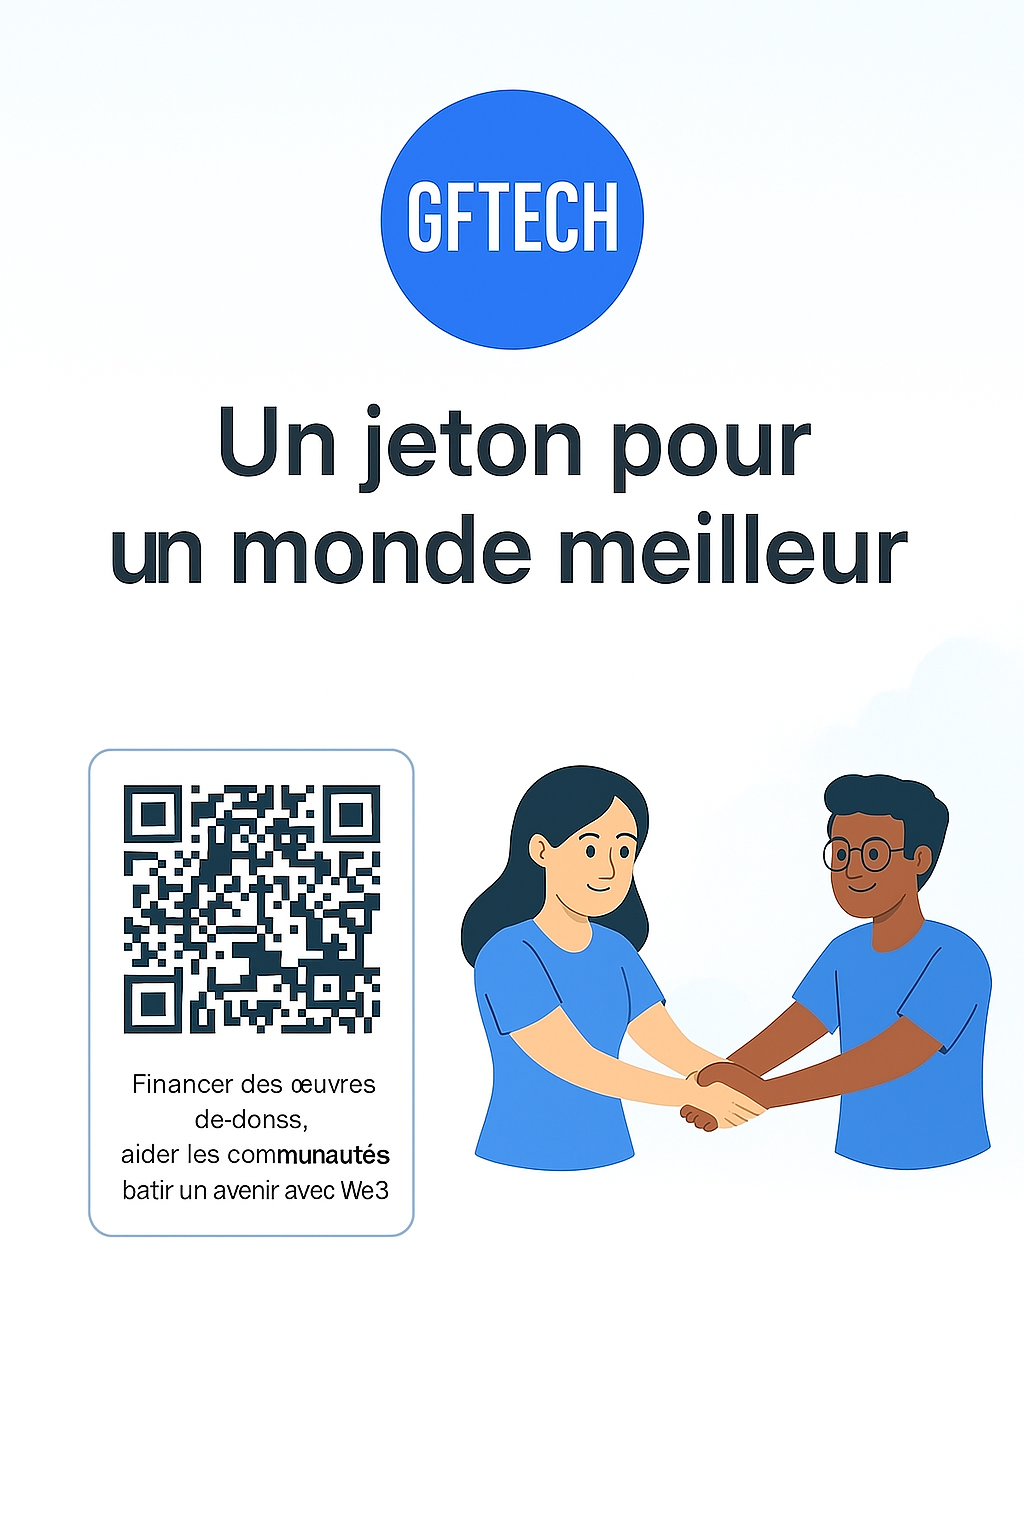 GFTECH
Un jeton pour
un monde meilleur
Financer des œuvres
de-donss,
aider les communautés
batir un avenir avec We3